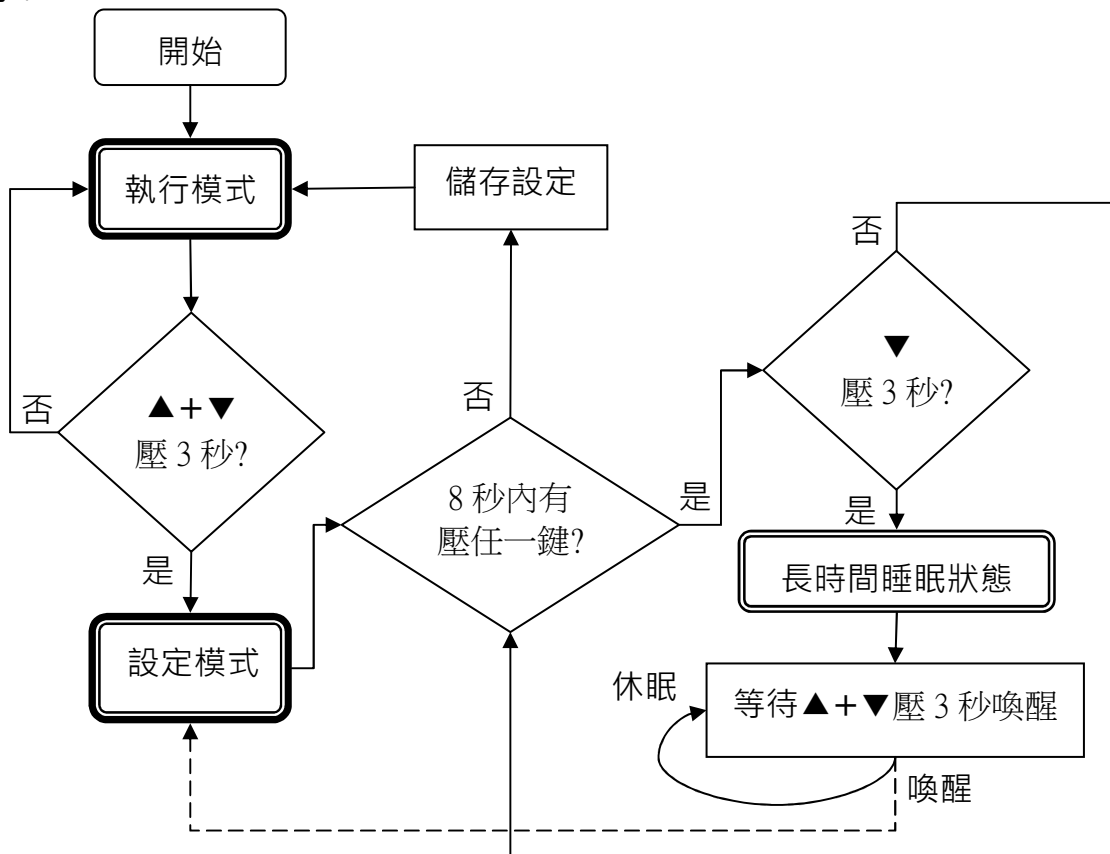 開始
執行模式
儲存設定
否
▼
壓 3 秒?
否
▲+▼
壓 3 秒?
否
8 秒內有
壓任一鍵?
是
是
是
長時間睡眠狀態
設定模式
休眠
等待▲+▼壓 3 秒喚醒
喚醒